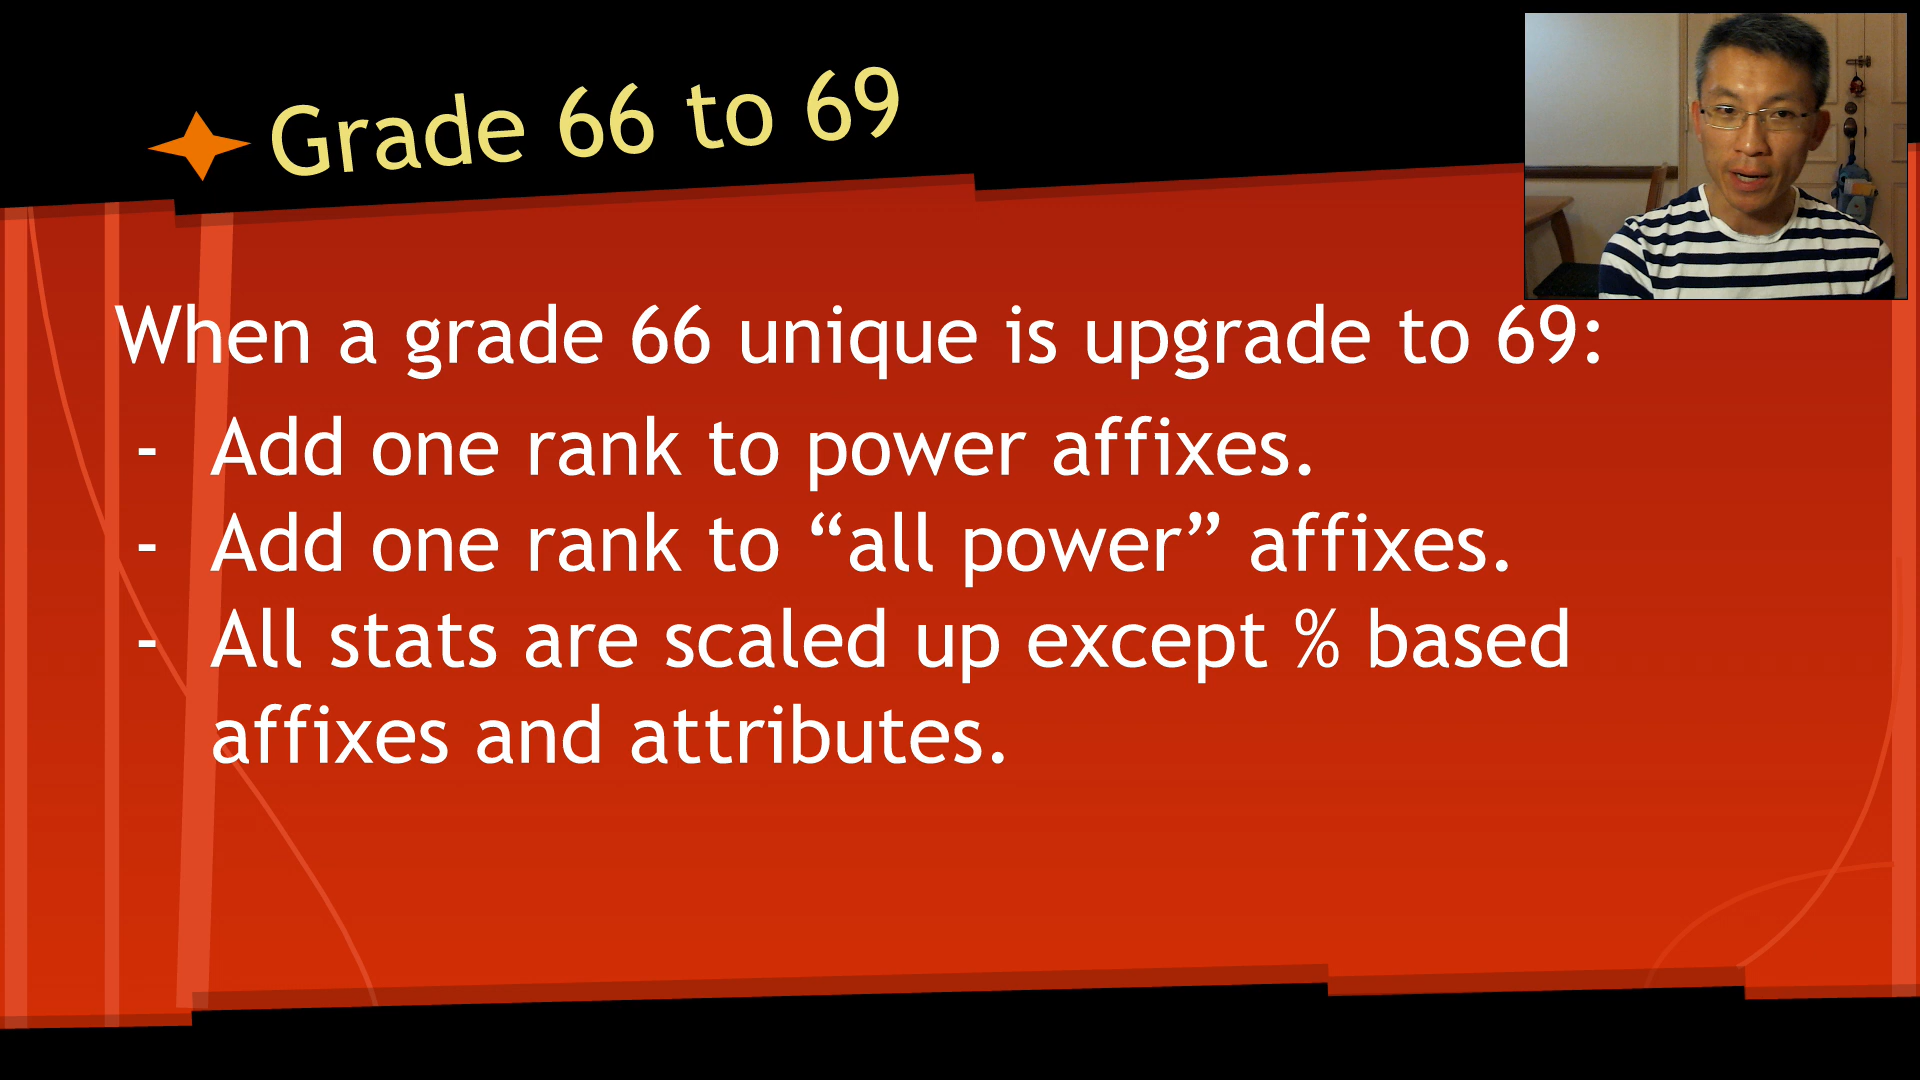 Grade 66 to 69
When a grade 66 unique is upgrade to 69:
- Add one rank to power affixes.
- Add one rank to “all power” affixes.
- All stats are scaled up except % based
affixes and attributes.